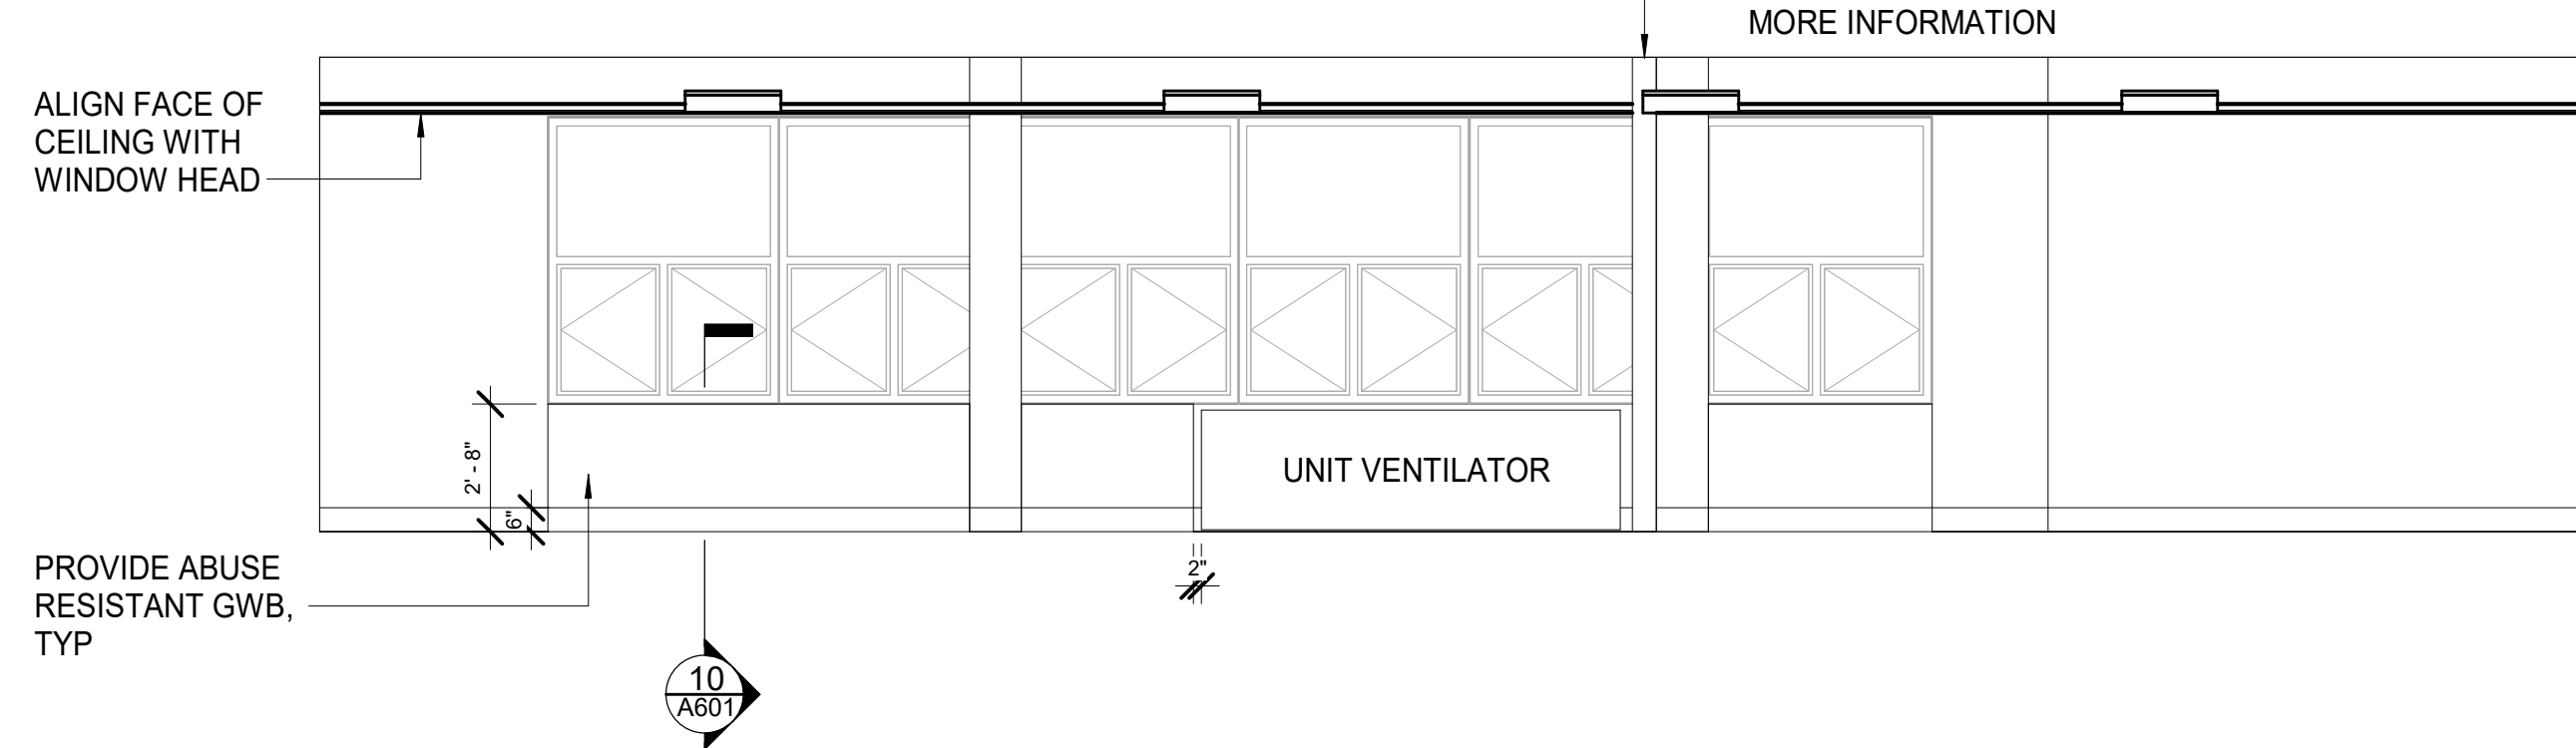 MORE INFORMATION
ALIGN FACE OF
CEILING WITH
WINDOW HEAD
2' - 8"
6"
UNIT VENTILATOR
2"
PROVIDE ABUSE
RESISTANT GWB,
TYP
10
A601